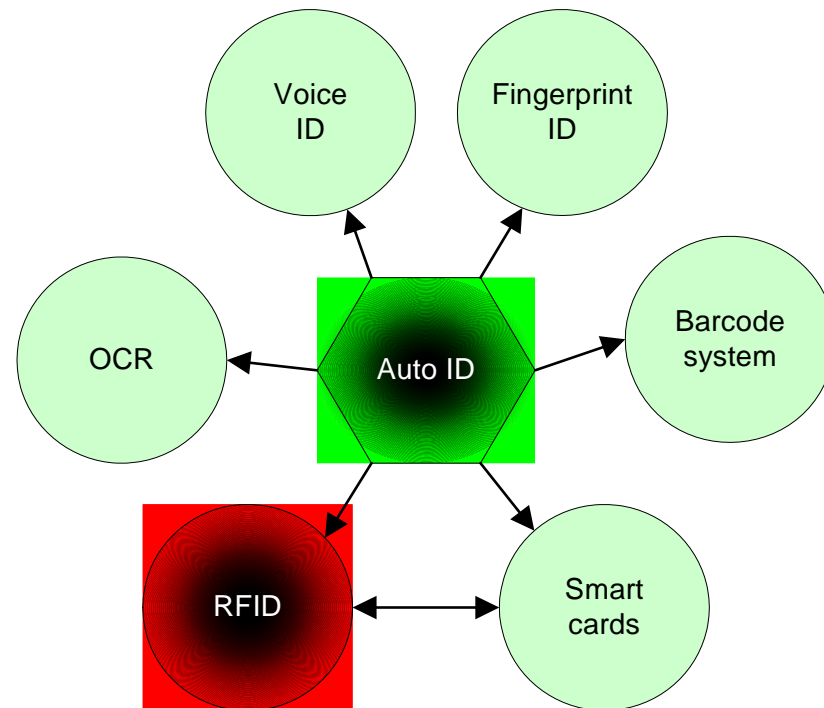 Voice
ID
Fingerprint
ID
Barcode
system
OCR
Auto ID
RFID
Smart
cards